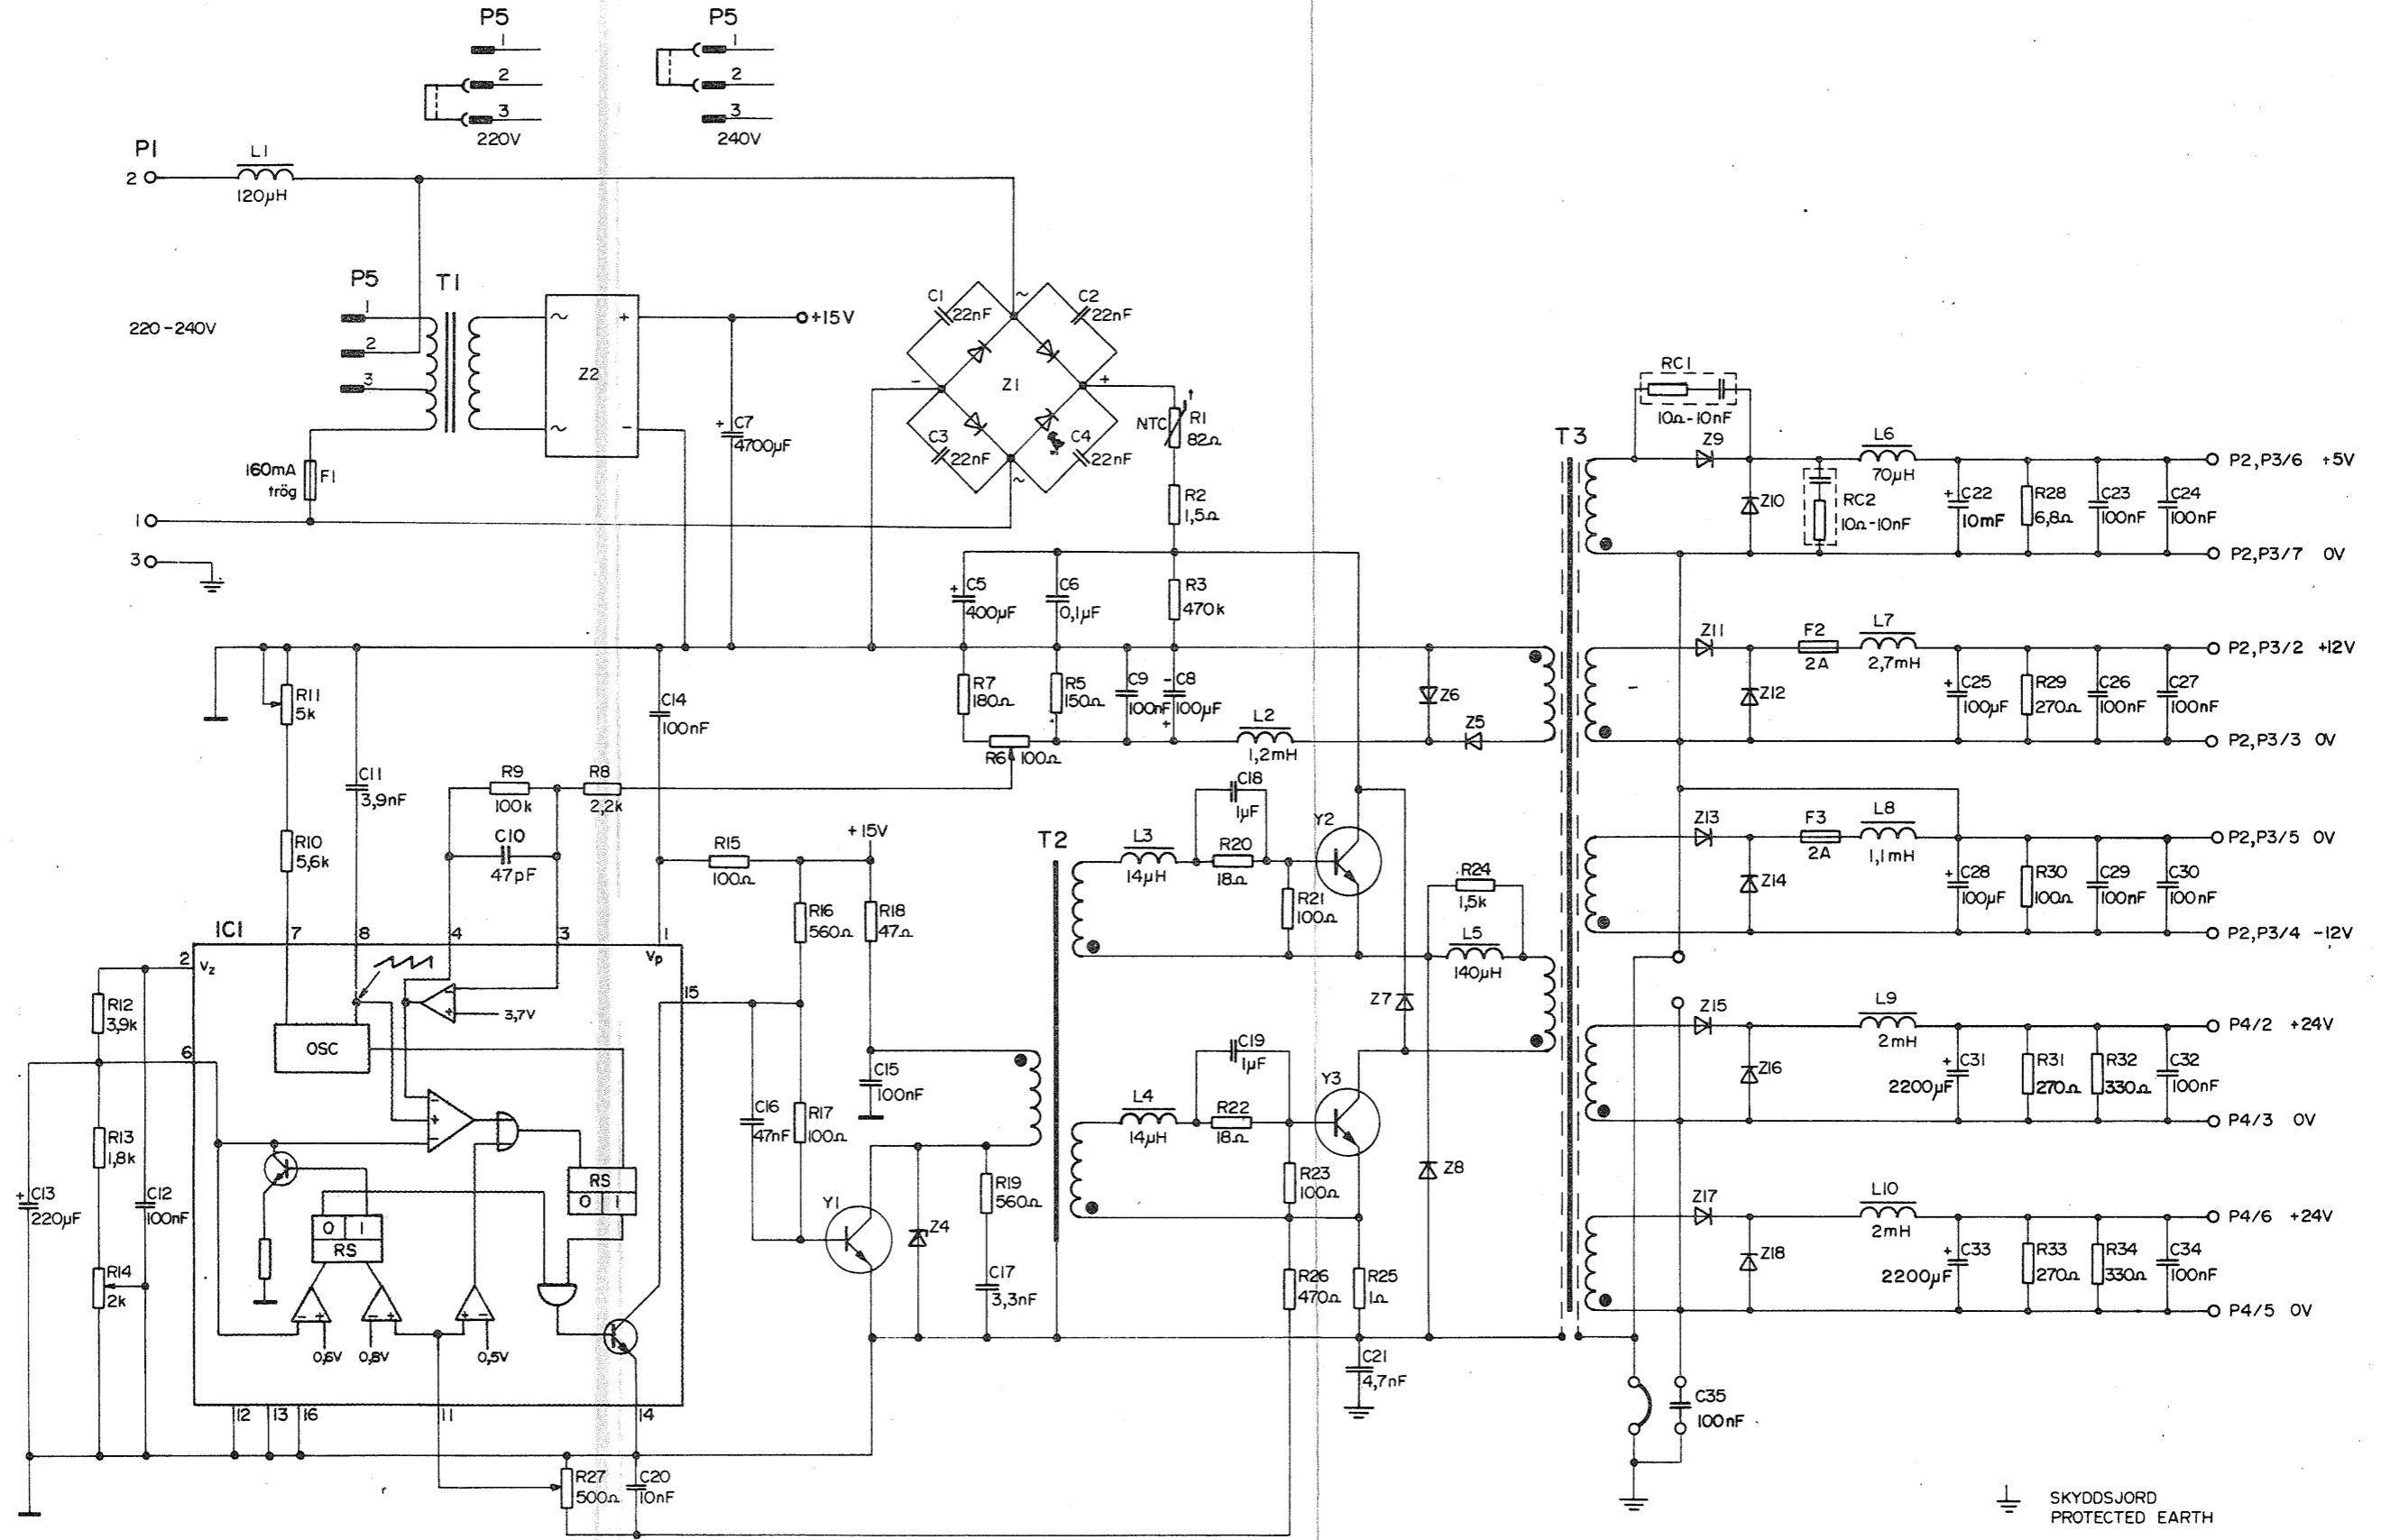 P5
1
2
3
220V
P5
1
2
3
240V
P1
2
L1
120µH
P5
T1
1
2
3
220-240V
Z2
~
~
+
−
+15V
+
C7
4700µF
160mA
trög
F1
1
3
C1
22nF
C2
22nF
C3
22nF
C4
22nF
Z1
~
~
−
+
NTC
R1
82Ω
R2
1,5Ω
R3
470k
+
C5
400µF
C6
0,1µF
R7
180Ω
R5
150Ω
C9
100nF
−
C8
100µF
+
R6
100Ω
L2
1,2mH
Z6
Z5
R11
5k
C11
3,9nF
R10
5,6k
R9
100k
R8
2,2k
C10
47pF
C14
100nF
R15
100Ω
+15V
R16
560Ω
R18
47Ω
IC1
7
8
4
3
1
2
Vz
Vp
15
6
3,7V
OSC
−
+
−
+
−
RS
0 1
0 1
RS
− +
− +
+ −
0,6V
0,8V
0,5V
12
13
16
11
14
R12
3,9k
R13
1,8k
R14
2k
+
C13
220µF
C12
100nF
C16
47nF
R17
100Ω
C15
100nF
Y1
Z4
R19
560Ω
C17
3,3nF
R27
500Ω
C20
10nF
T2
L3
14µH
C18
1µF
R20
18Ω
R21
100Ω
Y2
R24
1,5k
L5
140µH
Z7
L4
14µH
C19
1µF
R22
18Ω
R23
100Ω
Y3
Z8
R26
470Ω
R25
1Ω
C21
4,7nF
T3
RC1
10Ω-10nF
Z9
Z10
RC2
10Ω-10nF
L6
70µH
+
C22
10mF
R28
6,8Ω
C23
100nF
C24
100nF
P2,P3/6 +5V
P2,P3/7 0V
Z11
Z12
F2
2A
L7
2,7mH
+
C25
100µF
R29
270Ω
C26
100nF
C27
100nF
P2,P3/2 +12V
P2,P3/3 0V
Z13
Z14
F3
2A
L8
1,1mH
+
C28
100µF
R30
100Ω
C29
100nF
C30
100nF
P2,P3/5 0V
P2,P3/4 -12V
Z15
Z16
L9
2mH
+
C31
2200µF
R31
270Ω
R32
330Ω
C32
100nF
P4/2 +24V
P4/3 0V
Z17
Z18
L10
2mH
+
C33
2200µF
R33
270Ω
R34
330Ω
C34
100nF
P4/6 +24V
P4/5 0V
C35
100nF
SKYDDSJORD
PROTECTED EARTH